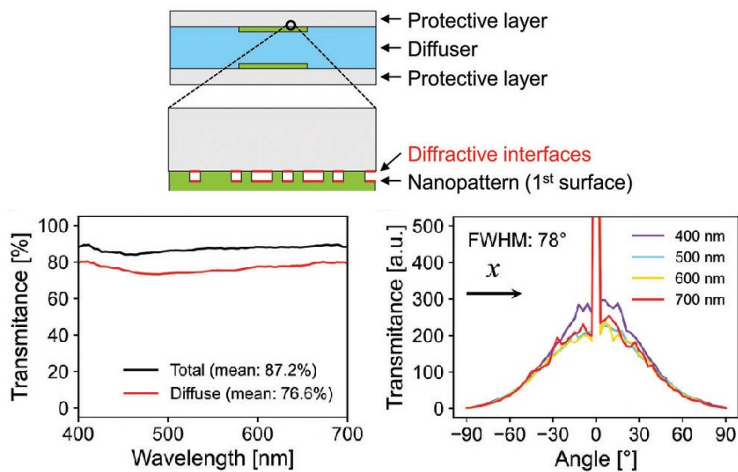 Protective layer
Diffuser
Protective layer
Diffractive interfaces
Nanopattern (1st surface)
Transmitance [%]
100
80
60
40
20
0
Total (mean: 87.2%)
Diffuse (mean: 76.6%)
400
500
600
700
Wavelength [nm]
Transmitance [a.u.]
500
400
300
200
100
0
FWHM: 78°
x
400 nm
500 nm
600 nm
700 nm
−90
−60
−30
0
30
60
90
Angle [°]